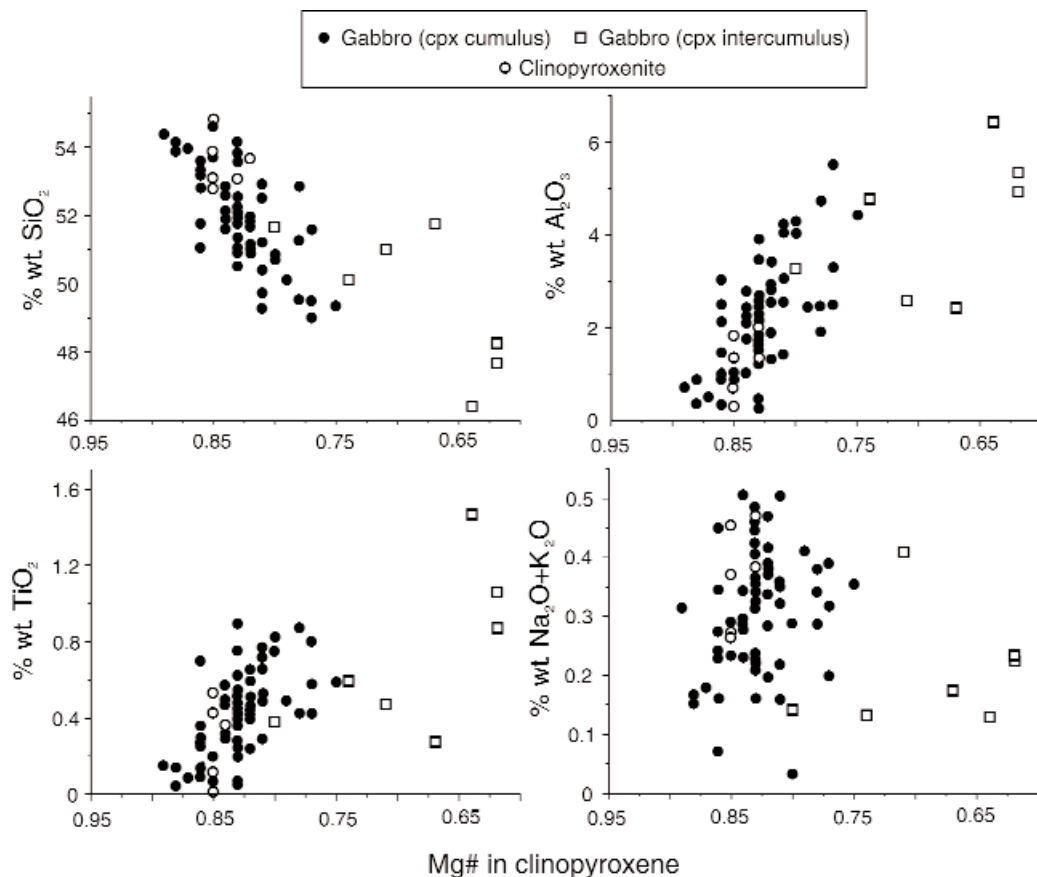 ● Gabbro (cpx cumulus) □ Gabbro (cpx intercumulus)
○ Clinopyroxenite
% wt. SiO₂
54
52
50
48
46
0.95 0.85 0.75 0.65
% wt. Al₂O₃
6
4
2
0
0.95 0.85 0.75 0.65
% wt. TiO₂
1.6
1.2
0.8
0.4
0
0.95 0.85 0.75 0.65
% wt. Na₂O+K₂O
0.5
0.4
0.3
0.2
0.1
0
0.95 0.85 0.75 0.65
Mg# in clinopyroxene